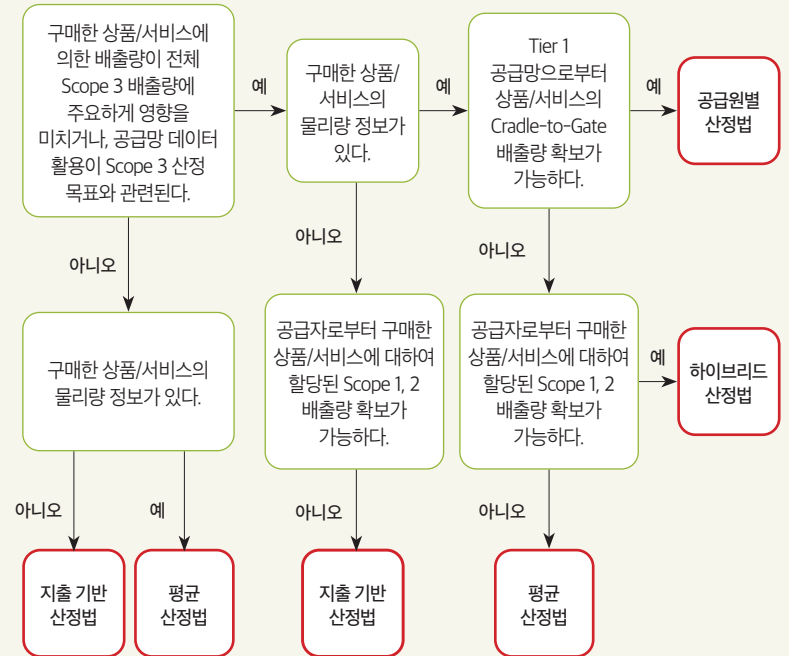 구매한 상품/서비스에
의한 배출량이 전체
Scope 3 배출량에
주요하게 영향을
미치거나, 공급망 데이터
활용이 Scope 3 산정
목표와 관련된다.
예
구매한 상품/
서비스의
물리량 정보가
있다.
예
Tier 1
공급망으로부터
상품/서비스의
Cradle-to-Gate
배출량 확보가
가능하다.
예
공급원별
산정법
아니오
아니오
아니오
구매한 상품/서비스의
물리량 정보가 있다.
공급자로부터 구매한
상품/서비스에 대하여
할당된 Scope 1, 2
배출량 확보가
가능하다.
공급자로부터 구매한
상품/서비스에 대하여
할당된 Scope 1, 2
배출량 확보가
가능하다.
예
하이브리드
산정법
아니오
예
아니오
아니오
지출 기반
산정법
평균
산정법
지출 기반
산정법
평균
산정법